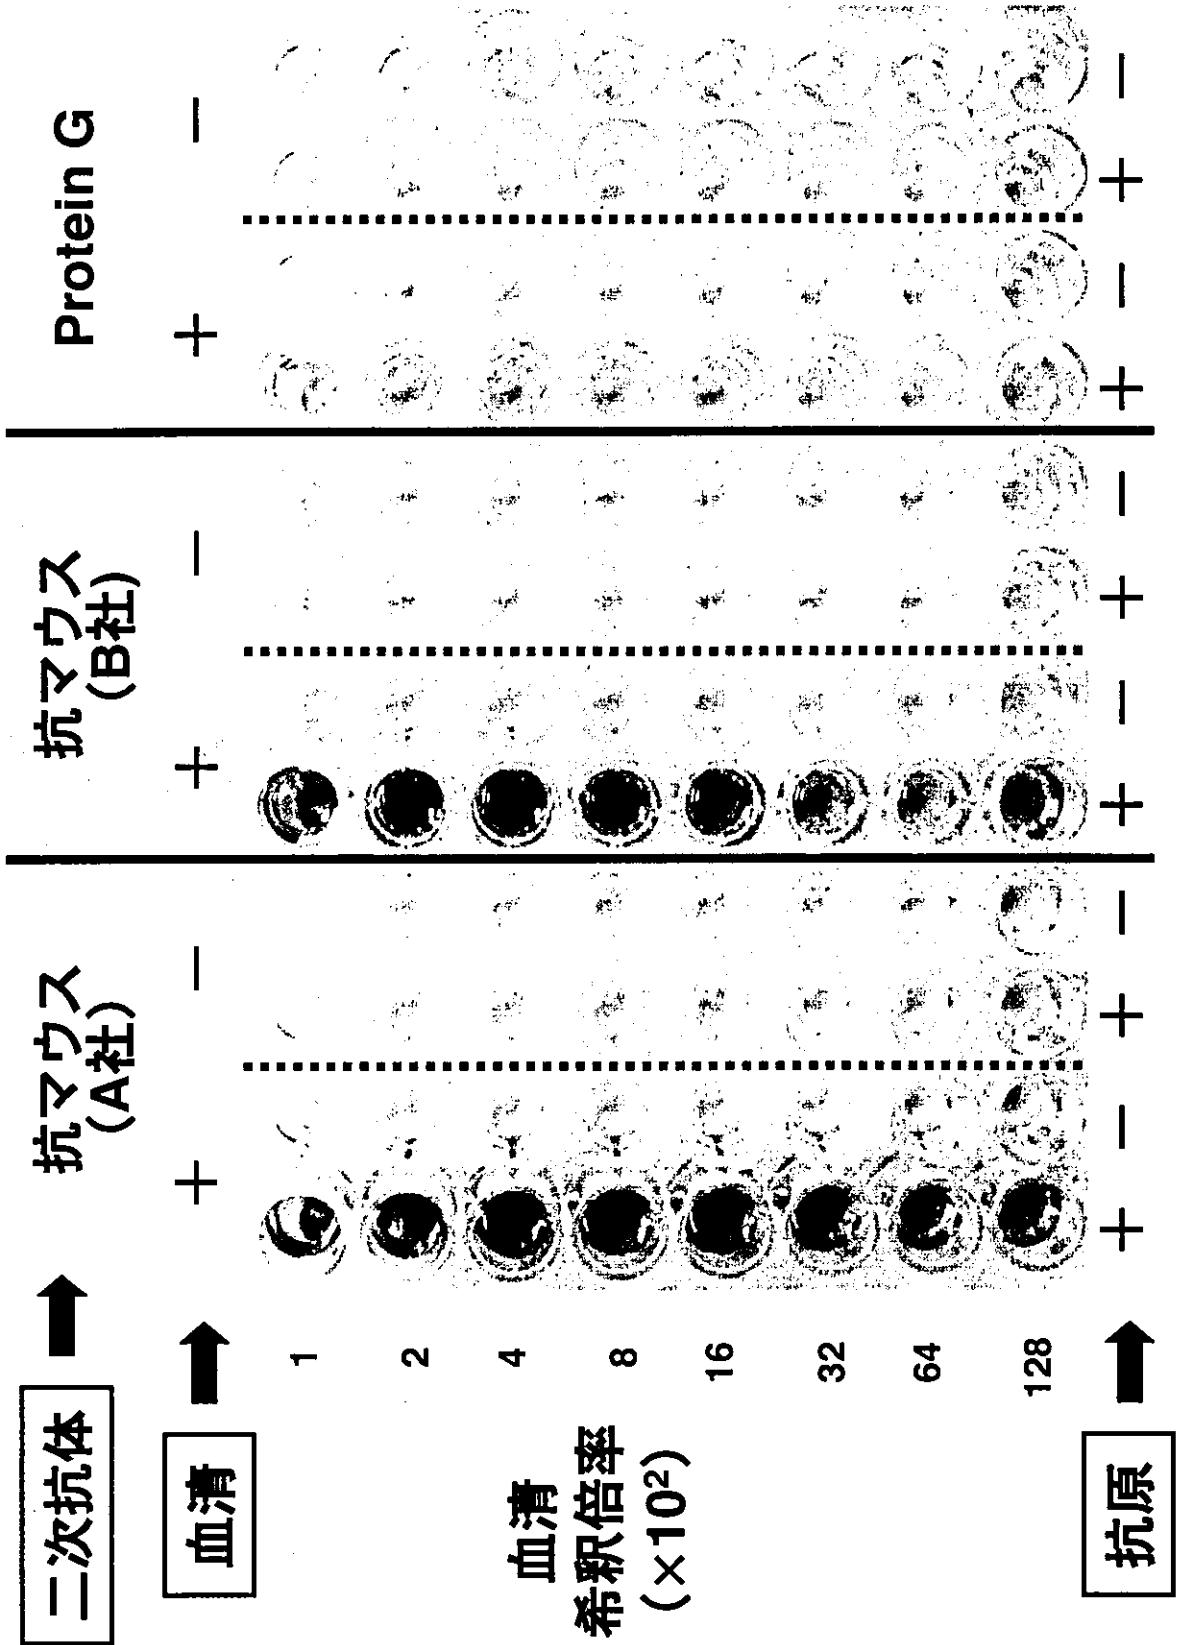 二次抗体 抗マウス (A社) 抗マウス (B社) Protein G
血清 + − + − + −
血清
希釈倍率
(×10²)
1
2
4
8
16
32
64
128
抗原 + − + − + − + − + − + −